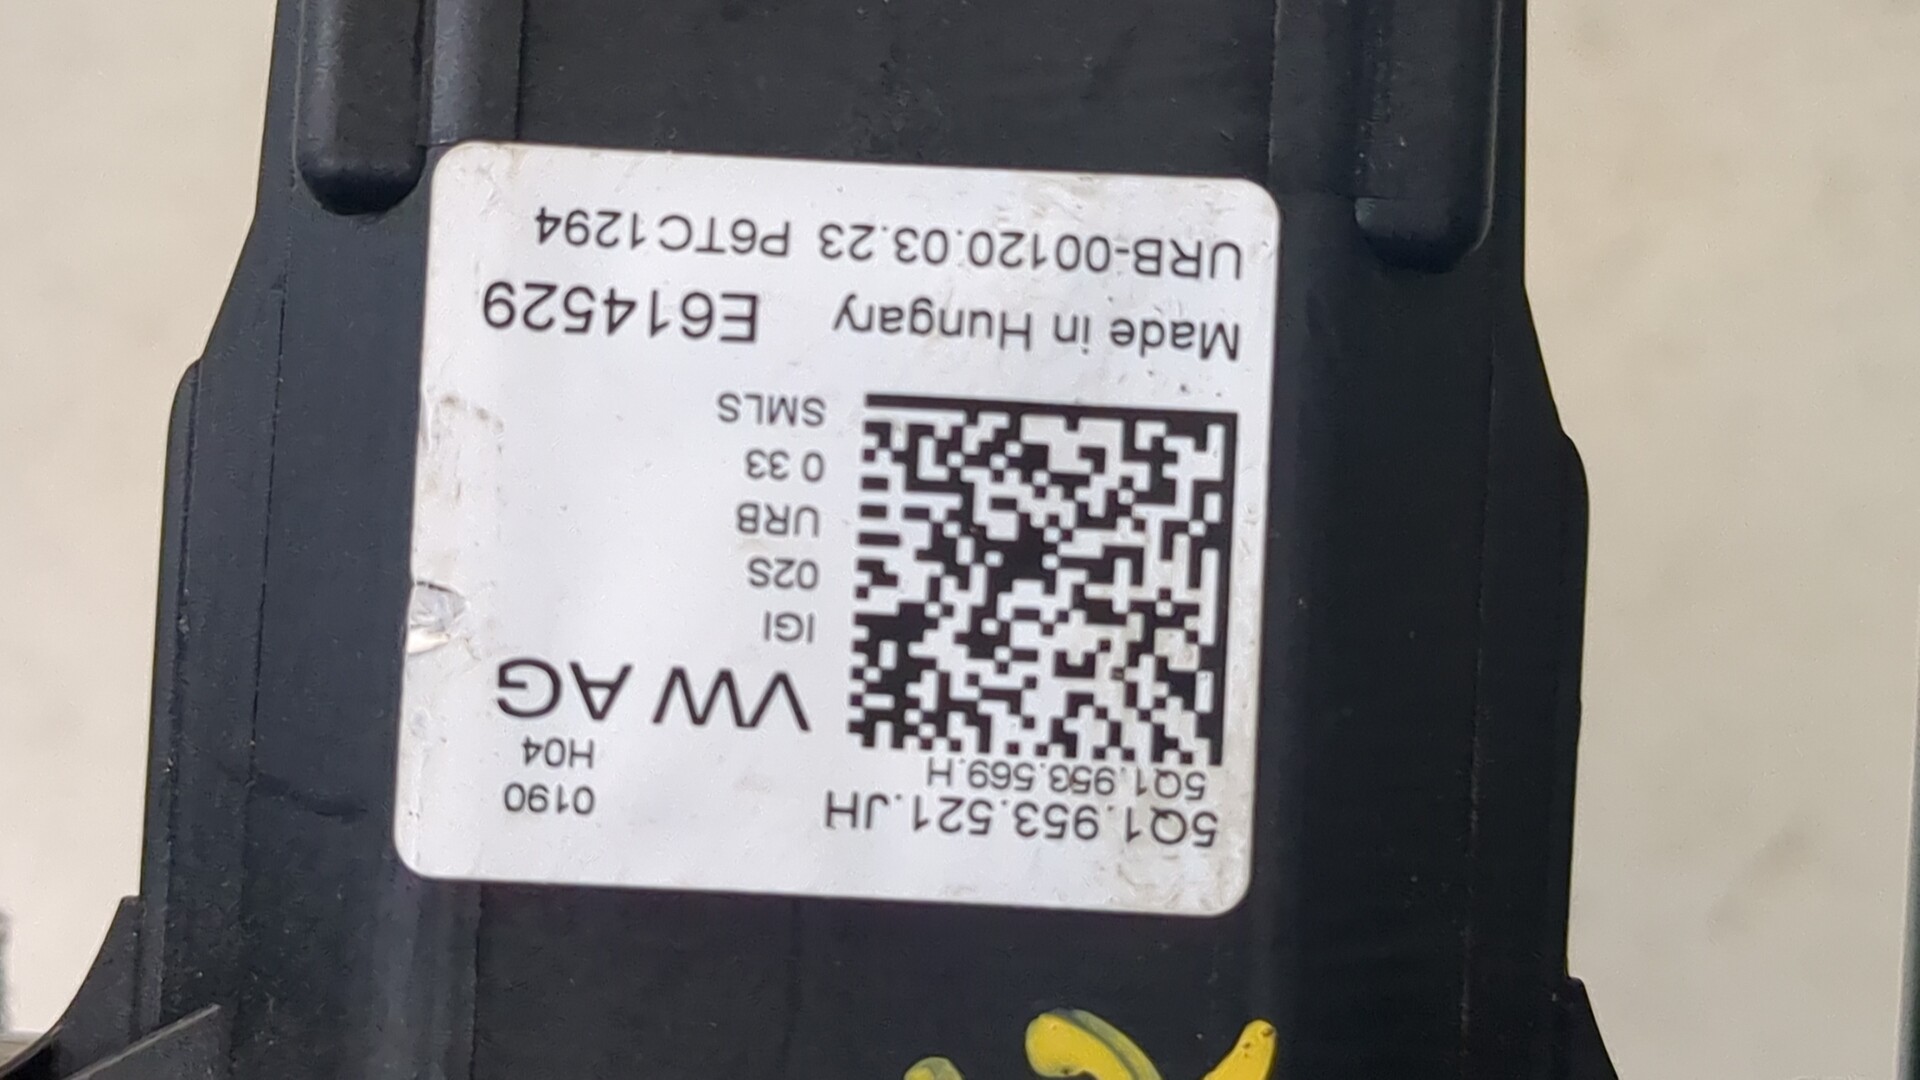 5Q1.953.521.JH 0190
5Q1.953.569.H H04
VW AG
IGI
02S
URB
0 33
SMLS
Made in Hungary E614529
URB-00120.03.23 P6TC1294